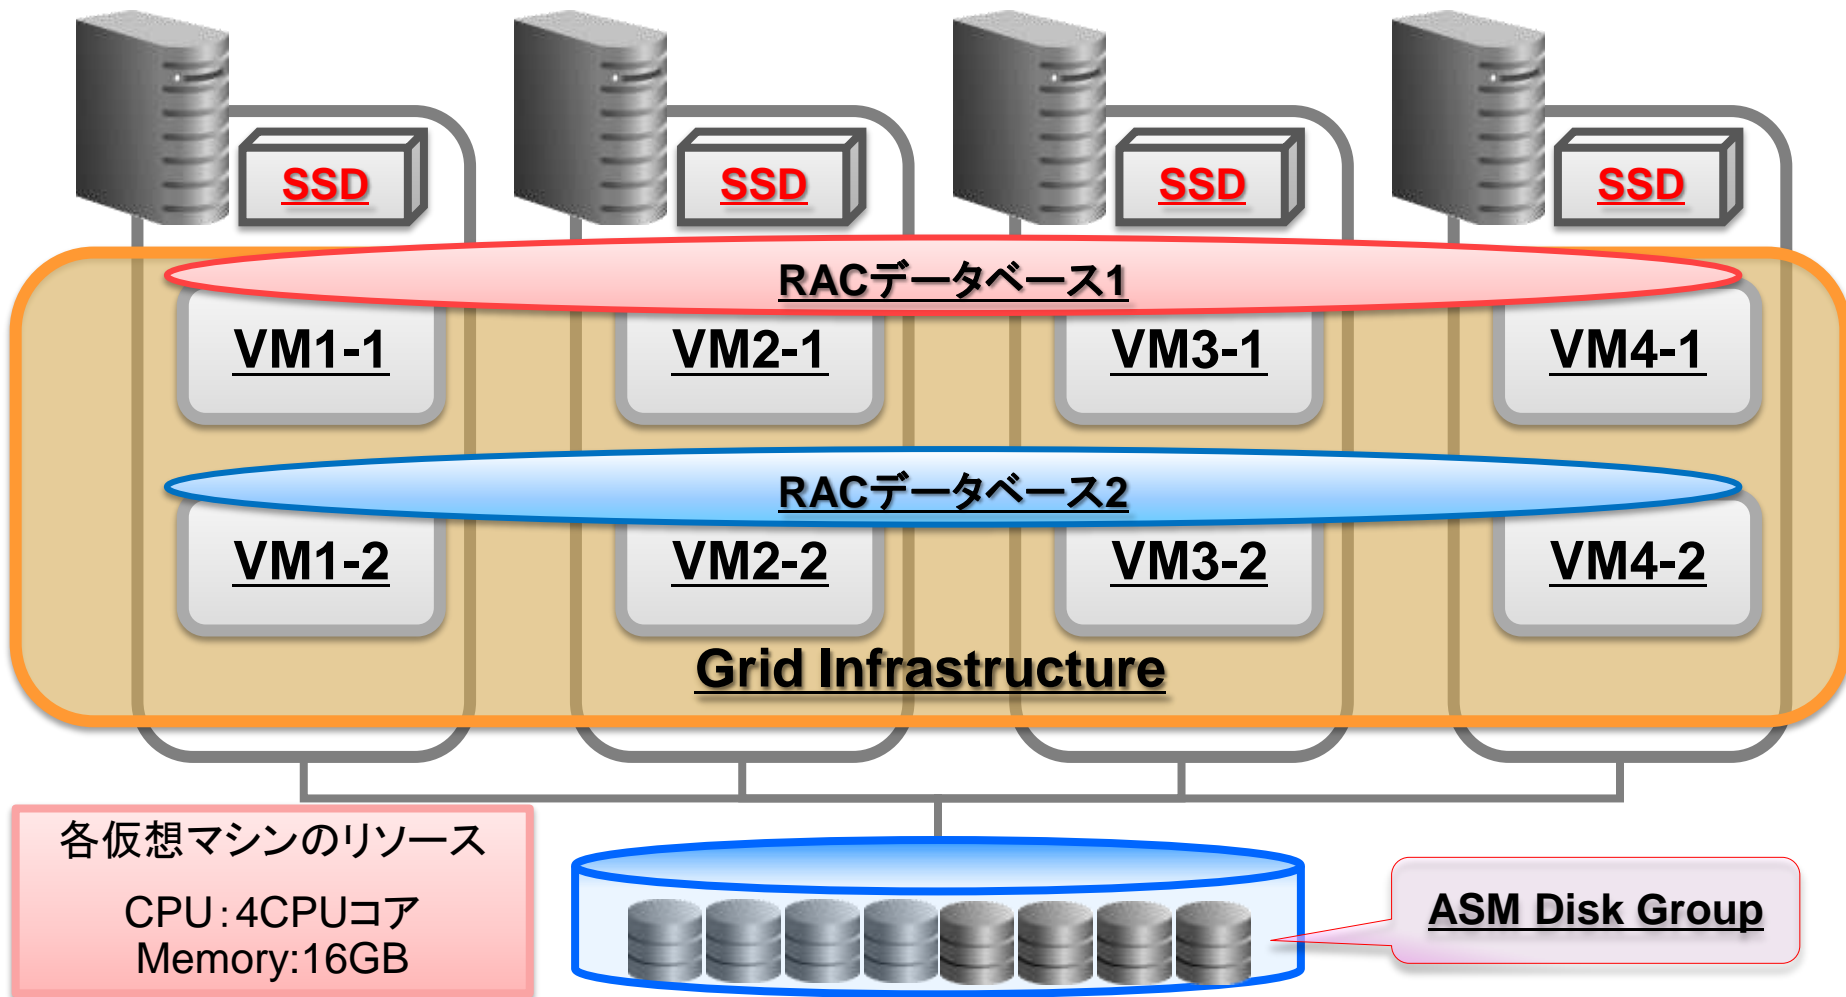 SSD
SSD
SSD
SSD
RACデータベース1
VM1-1
VM2-1
VM3-1
VM4-1
RACデータベース2
VM1-2
VM2-2
VM3-2
VM4-2
Grid Infrastructure
各仮想マシンのリソース
CPU：4CPUコア
Memory:16GB
ASM Disk Group